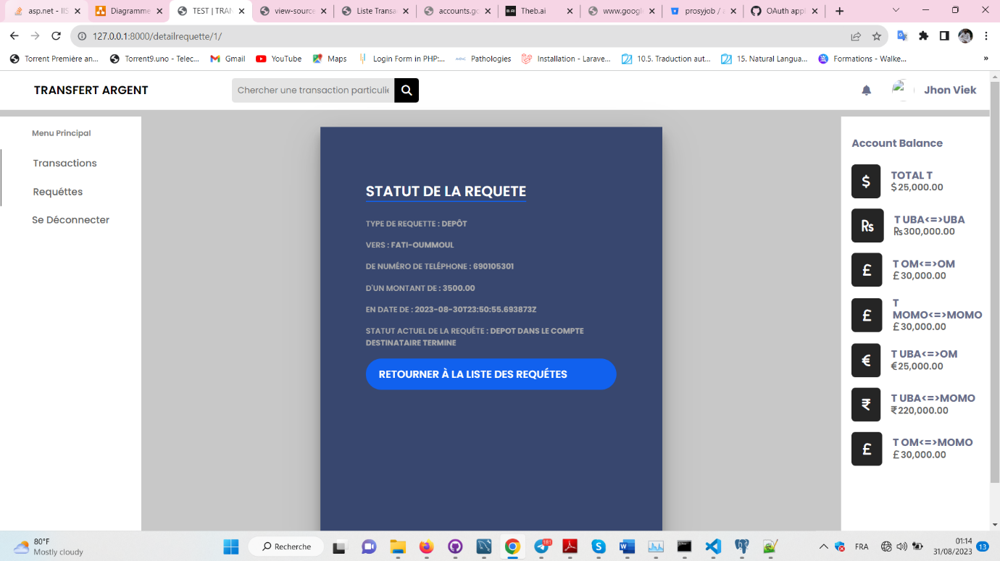 asp.net - IIS
Diagramme
TEST | TRAN
view-source
Liste Transa
accounts.go
Theb.ai
www.googl
prosyjob / a
OAuth appl
127.0.0.1:8000/detailrequette/1/
Torrent Première an...
Torrent9.uno - Telec...
Gmail
YouTube
Maps
Login Form in PHP:...
Pathologies
Installation - Larave...
10.5. Traduction aut...
15. Natural Langua...
Formations - Walke...
»
TRANSFERT ARGENT
Chercher une transaction particulie
Jhon Viek
Menu Principal
Transactions
Requéttes
Se Déconnecter
STATUT DE LA REQUETE
TYPE DE REQUETTE : DEPÔT
VERS : FATI-OUMMOUL
DE NUMÉRO DE TELÉPHONE : 690105301
D'UN MONTANT DE : 3500.00
EN DATE DE : 2023-08-30T23:50:55.693873Z
STATUT ACTUEL DE LA REQUÉTE : DEPOT DANS LE COMPTE
DESTINATAIRE TERMINE
RETOURNER À LA LISTE DES REQUÉTES
Account Balance
$
TOTAL T
$25,000.00
₨
T UBA<=>UBA
₨300,000.00
£
T OM<=>OM
£30,000.00
£
T
MOMO<=>MOMO
£30,000.00
€
T UBA<=>OM
€25,000.00
₹
T UBA<=>MOMO
₹220,000.00
£
T OM<=>MOMO
£30,000.00
80°F
Mostly cloudy
Recherche
181
FRA
01:14
31/08/2023
13